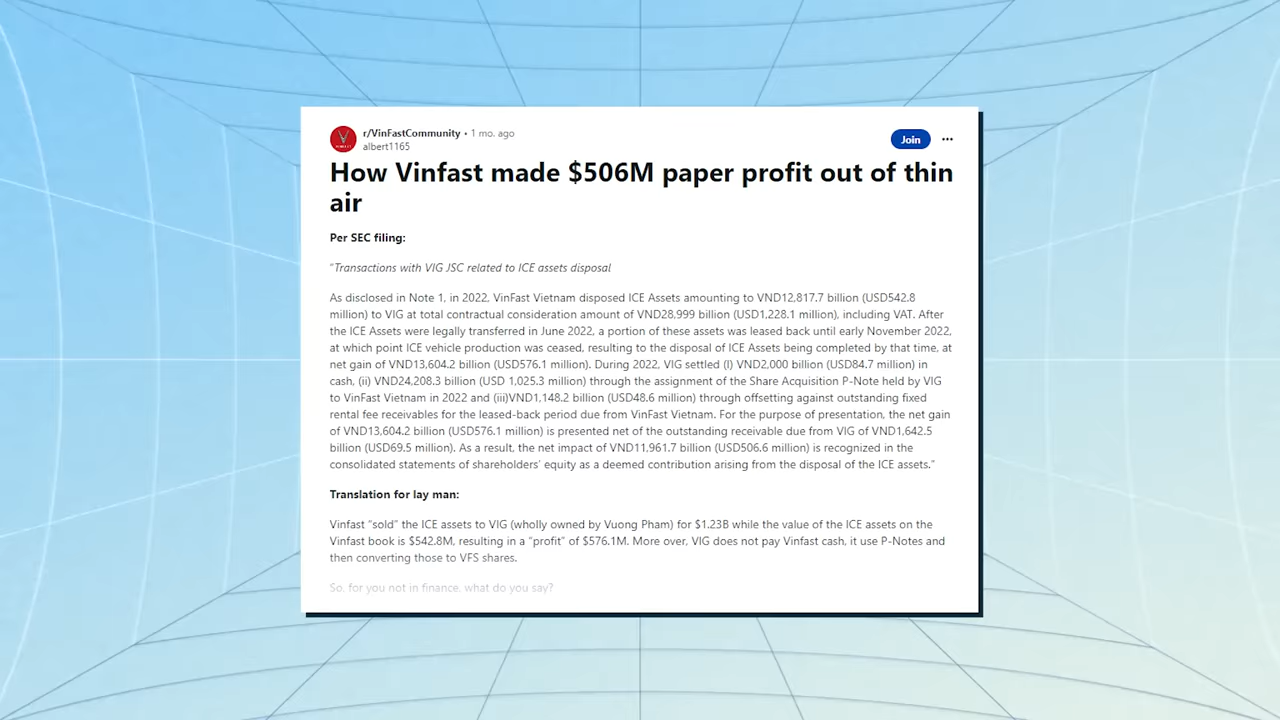 r/VinFastCommunity • 1 mo. ago
albert1165
Join
How Vinfast made $506M paper profit out of thin
air
Per SEC filing:
"Transactions with VIG JSC related to ICE assets disposal
As disclosed in Note 1, in 2022, VinFast Vietnam disposed ICE Assets amounting to VND12,817.7 billion (USD542.8
million) to VIG at total contractual consideration amount of VND28,999 billion (USD1,228.1 million), including VAT. After
the ICE Assets were legally transferred in June 2022, a portion of these assets was leased back until early November 2022,
at which point ICE vehicle production was ceased, resulting to the disposal of ICE Assets being completed by that time, at
net gain of VND13,604.2 billion (USD576.1 million). During 2022, VIG settled (I) VND2,000 billion (USD84.7 million) in
cash, (ii) VND24,208.3 billion (USD 1,025.3 million) through the assignment of the Share Acquisition P-Note held by VIG
to VinFast Vietnam in 2022 and (iii)VND1,148.2 billion (USD48.6 million) through offsetting against outstanding fixed
rental fee receivables for the leased-back period due from VinFast Vietnam. For the purpose of presentation, the net gain
of VND13,604.2 billion (USD576.1 million) is presented net of the outstanding receivable due from VIG of VND1,642.5
billion (USD69.5 million). As a result, the net impact of VND11,961.7 billion (USD506.6 million) is recognized in the
consolidated statements of shareholders' equity as a deemed contribution arising from the disposal of the ICE assets."
Translation for lay man:
Vinfast "sold" the ICE assets to VIG (wholly owned by Vuong Pham) for $1.23B while the value of the ICE assets on the
Vinfast book is $542.8M, resulting in a "profit" of $576.1M. More over, VIG does not pay Vinfast cash, it use P-Notes and
then converting those to VFS shares.
So, for you not in finance, what do you say?